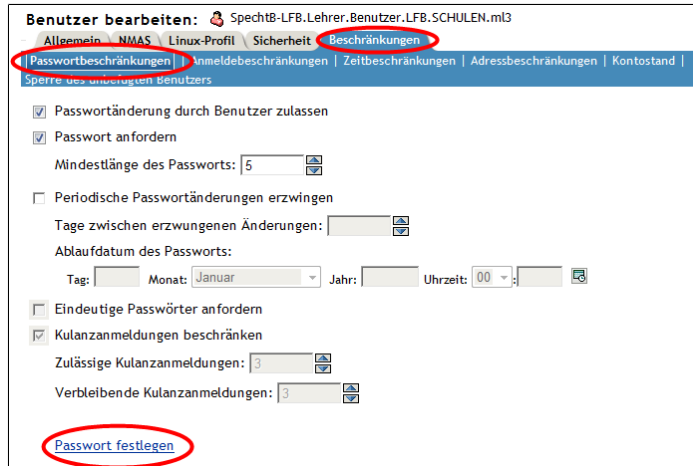 Benutzer bearbeiten: SpechtB-LFB.Lehrer.Benutzer.LFB.SCHULEN.ml3
Allgemein NMAS Linux-Profil Sicherheit Beschränkungen
Passwortbeschränkungen | Anmeldebeschränkungen | Zeitbeschränkungen | Adressbeschränkungen | Kontostand |
Sperre des unbefugten Benutzers
Passwortänderung durch Benutzer zulassen
Passwort anfordern
Mindestlänge des Passworts: 5
Periodische Passwortänderungen erzwingen
Tage zwischen erzwungenen Änderungen:
Ablaufdatum des Passworts:
Tag: Monat: Januar Jahr: Uhrzeit: 00 :
Eindeutige Passwörter anfordern
Kulanzanmeldungen beschränken
Zulässige Kulanzanmeldungen: 3
Verbleibende Kulanzanmeldungen: 3
Passwort festlegen